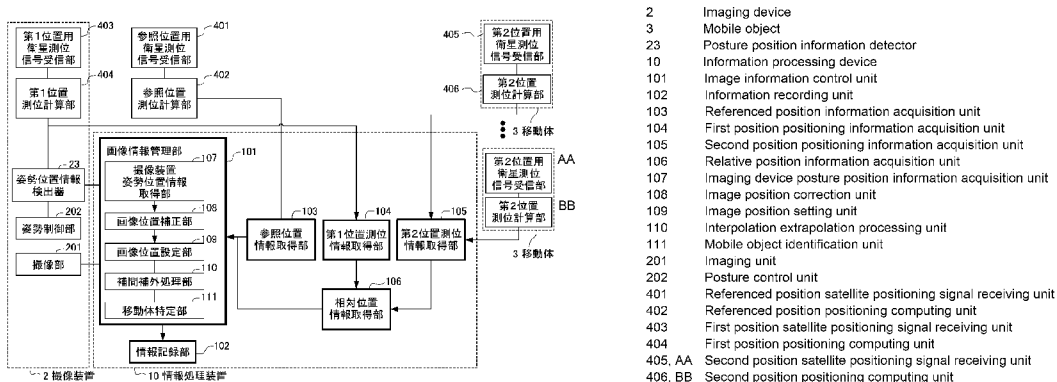 403
第1位置用
衛星測位
信号受信部
404
第1位置
測位計算部
401
参照位置用
衛星測位
信号受信部
402
参照位置
測位計算部
405
第2位置用
衛星測位
信号受信部
406
第2位置
測位計算部
3 移動体
第2位置用
衛星測位
信号受信部
AA
第2位置
測位計算部
BB
3 移動体
画像情報管理部
101
107
撮像装置
姿勢位置情報
取得部
108
画像位置補正部
109
画像位置設定部
110
補間補外処理部
111
移動体特定部
23
姿勢位置情報
検出器
202
姿勢制御部
201
撮像部
103
参照位置
情報取得部
104
第1位置測位
情報取得部
105
第2位置測位
情報取得部
106
相対位置
情報取得部
情報記録部
102
2 撮像装置
10 情報処理装置
2 Imaging device
3 Mobile object
23 Posture position information detector
10 Information processing device
101 Image information control unit
102 Information recording unit
103 Referenced position information acquisition unit
104 First position positioning information acquisition unit
105 Second position positioning information acquisition unit
106 Relative position information acquisition unit
107 Imaging device posture position information acquisition unit
108 Image position correction unit
109 Image position setting unit
110 Interpolation extrapolation processing unit
111 Mobile object identification unit
201 Imaging unit
202 Posture control unit
401 Referenced position satellite positioning signal receiving unit
402 Referenced position positioning computing unit
403 First position satellite positioning signal receiving unit
404 First position positioning computing unit
405, AA Second position satellite positioning signal receiving unit
406, BB Second position positioning computing unit